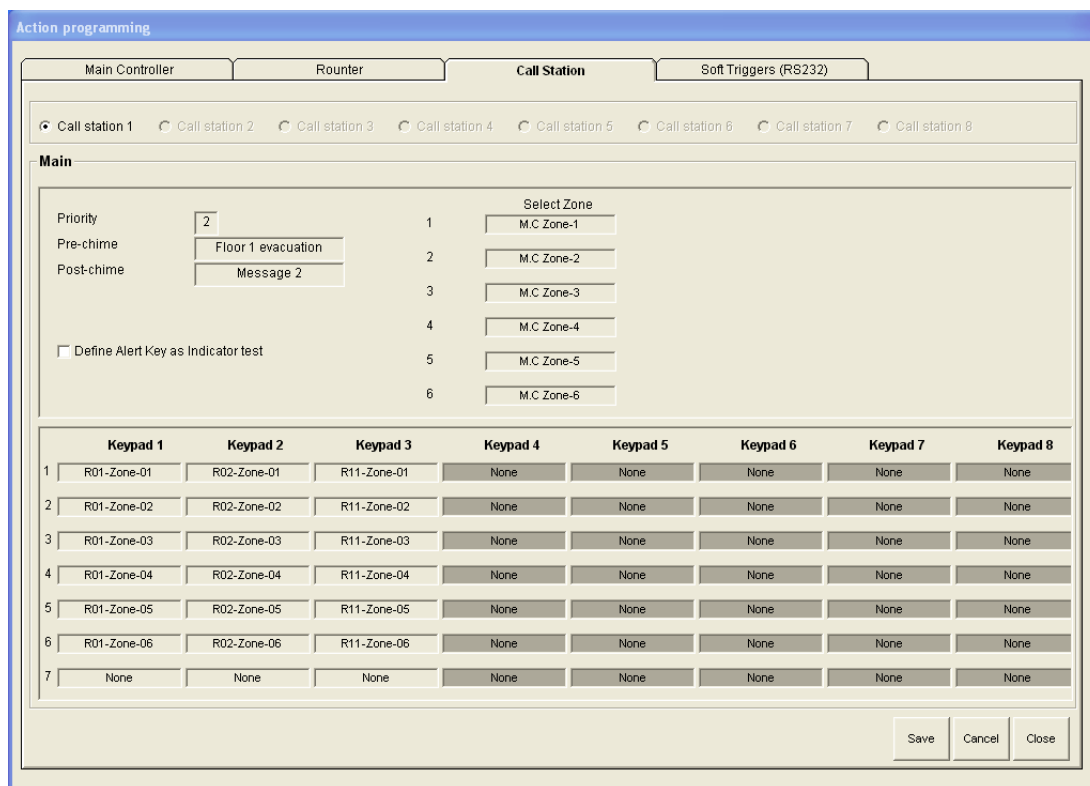 Action programming
Main Controller Rounter Call Station Soft Triggers (RS232)
Call station 1 Call station 2 Call station 3 Call station 4 Call station 5 Call station 6 Call station 7 Call station 8
Main
Select Zone
Priority 2 1 M.C Zone-1
Pre-chime Floor 1 evacuation
2 M.C Zone-2
Post-chime Message 2
3 M.C Zone-3
4 M.C Zone-4
Define Alert Key as Indicator test
5 M.C Zone-5
6 M.C Zone-6
Keypad 1 Keypad 2 Keypad 3 Keypad 4 Keypad 5 Keypad 6 Keypad 7 Keypad 8
1 R01-Zone-01 R02-Zone-01 R11-Zone-01 None None None None None
2 R01-Zone-02 R02-Zone-02 R11-Zone-02 None None None None None
3 R01-Zone-03 R02-Zone-03 R11-Zone-03 None None None None None
4 R01-Zone-04 R02-Zone-04 R11-Zone-04 None None None None None
5 R01-Zone-05 R02-Zone-05 R11-Zone-05 None None None None None
6 R01-Zone-06 R02-Zone-06 R11-Zone-06 None None None None None
7 None None None None None None None None
Save Cancel Close